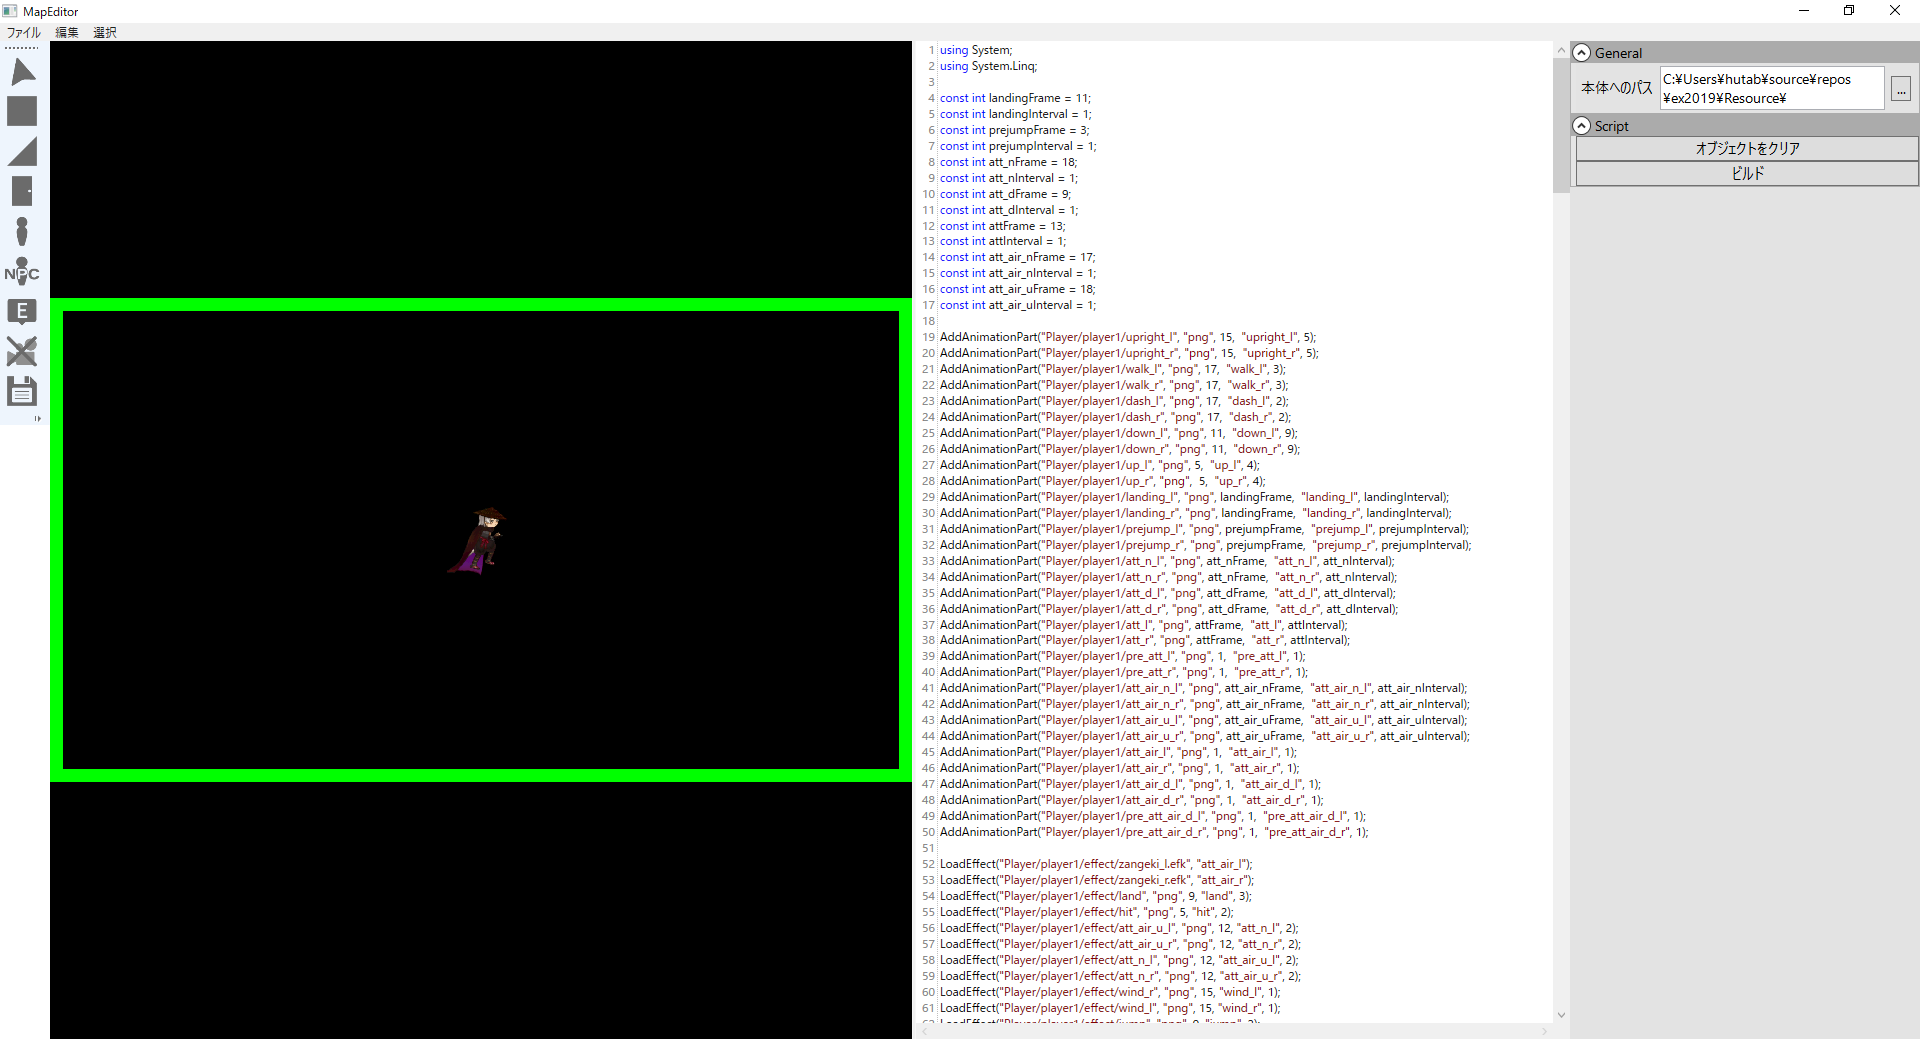 MapEditor
ファイル 編集 選択
NPC
E
1 using System;
2 using System.Linq;
3
4 const int landingFrame = 11;
5 const int landingInterval = 1;
6 const int prejumpFrame = 3;
7 const int prejumpInterval = 1;
8 const int att_nFrame = 18;
9 const int att_nInterval = 1;
10 const int att_dFrame = 9;
11 const int att_dInterval = 1;
12 const int attFrame = 13;
13 const int attInterval = 1;
14 const int att_air_nFrame = 17;
15 const int att_air_nInterval = 1;
16 const int att_air_uFrame = 18;
17 const int att_air_uInterval = 1;
18
19 AddAnimationPart("Player/player1/upright_l", "png", 15, "upright_l", 5);
20 AddAnimationPart("Player/player1/upright_r", "png", 15, "upright_r", 5);
21 AddAnimationPart("Player/player1/walk_l", "png", 17, "walk_l", 3);
22 AddAnimationPart("Player/player1/walk_r", "png", 17, "walk_r", 3);
23 AddAnimationPart("Player/player1/dash_l", "png", 17, "dash_l", 2);
24 AddAnimationPart("Player/player1/dash_r", "png", 17, "dash_r", 2);
25 AddAnimationPart("Player/player1/down_l", "png", 11, "down_l", 9);
26 AddAnimationPart("Player/player1/down_r", "png", 11, "down_r", 9);
27 AddAnimationPart("Player/player1/up_l", "png", 5, "up_l", 4);
28 AddAnimationPart("Player/player1/up_r", "png", 5, "up_r", 4);
29 AddAnimationPart("Player/player1/landing_l", "png", landingFrame, "landing_l", landingInterval);
30 AddAnimationPart("Player/player1/landing_r", "png", landingFrame, "landing_r", landingInterval);
31 AddAnimationPart("Player/player1/prejump_l", "png", prejumpFrame, "prejump_l", prejumpInterval);
32 AddAnimationPart("Player/player1/prejump_r", "png", prejumpFrame, "prejump_r", prejumpInterval);
33 AddAnimationPart("Player/player1/att_n_l", "png", att_nFrame, "att_n_l", att_nInterval);
34 AddAnimationPart("Player/player1/att_n_r", "png", att_nFrame, "att_n_r", att_nInterval);
35 AddAnimationPart("Player/player1/att_d_l", "png", att_dFrame, "att_d_l", att_dInterval);
36 AddAnimationPart("Player/player1/att_d_r", "png", att_dFrame, "att_d_r", att_dInterval);
37 AddAnimationPart("Player/player1/att_l", "png", attFrame, "att_l", attInterval);
38 AddAnimationPart("Player/player1/att_r", "png", attFrame, "att_r", attInterval);
39 AddAnimationPart("Player/player1/pre_att_l", "png", 1, "pre_att_l", 1);
40 AddAnimationPart("Player/player1/pre_att_r", "png", 1, "pre_att_r", 1);
41 AddAnimationPart("Player/player1/att_air_n_l", "png", att_air_nFrame, "att_air_n_l", att_air_nInterval);
42 AddAnimationPart("Player/player1/att_air_n_r", "png", att_air_nFrame, "att_air_n_r", att_air_nInterval);
43 AddAnimationPart("Player/player1/att_air_u_l", "png", att_air_uFrame, "att_air_u_l", att_air_uInterval);
44 AddAnimationPart("Player/player1/att_air_u_r", "png", att_air_uFrame, "att_air_u_r", att_air_uInterval);
45 AddAnimationPart("Player/player1/att_air_l", "png", 1, "att_air_l", 1);
46 AddAnimationPart("Player/player1/att_air_r", "png", 1, "att_air_r", 1);
47 AddAnimationPart("Player/player1/att_air_d_l", "png", 1, "att_air_d_l", 1);
48 AddAnimationPart("Player/player1/att_air_d_r", "png", 1, "att_air_d_r", 1);
49 AddAnimationPart("Player/player1/pre_att_air_d_l", "png", 1, "pre_att_air_d_l", 1);
50 AddAnimationPart("Player/player1/pre_att_air_d_r", "png", 1, "pre_att_air_d_r", 1);
51
52 LoadEffect("Player/player1/effect/zangeki_l.efk", "att_air_l");
53 LoadEffect("Player/player1/effect/zangeki_r.efk", "att_air_r");
54 LoadEffect("Player/player1/effect/land", "png", 9, "land", 3);
55 LoadEffect("Player/player1/effect/hit", "png", 5, "hit", 2);
56 LoadEffect("Player/player1/effect/att_air_u_l", "png", 12, "att_n_l", 2);
57 LoadEffect("Player/player1/effect/att_air_u_r", "png", 12, "att_n_r", 2);
58 LoadEffect("Player/player1/effect/att_n_l", "png", 12, "att_air_u_l", 2);
59 LoadEffect("Player/player1/effect/att_n_r", "png", 12, "att_air_u_r", 2);
60 LoadEffect("Player/player1/effect/wind_r", "png", 15, "wind_l", 1);
61 LoadEffect("Player/player1/effect/wind_l", "png", 15, "wind_r", 1);
General
本体へのパス
C:¥Users¥hutab¥source¥repos
¥ex2019¥Resource¥
...
Script
オブジェクトをクリア
ビルド